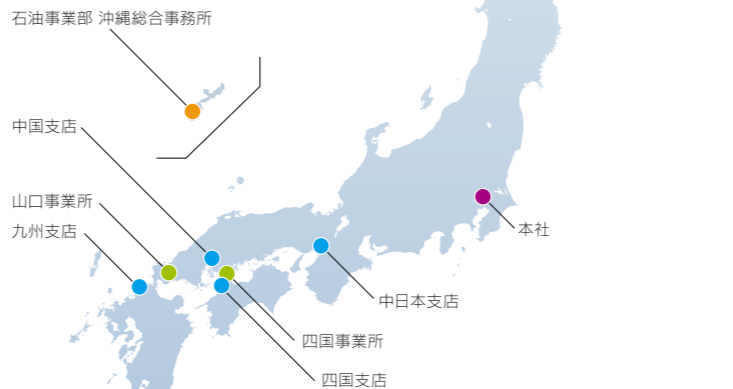 石油事業部 沖縄総合事務所
中国支店
山口事業所
九州支店
本社
中日本支店
四国事業所
四国支店